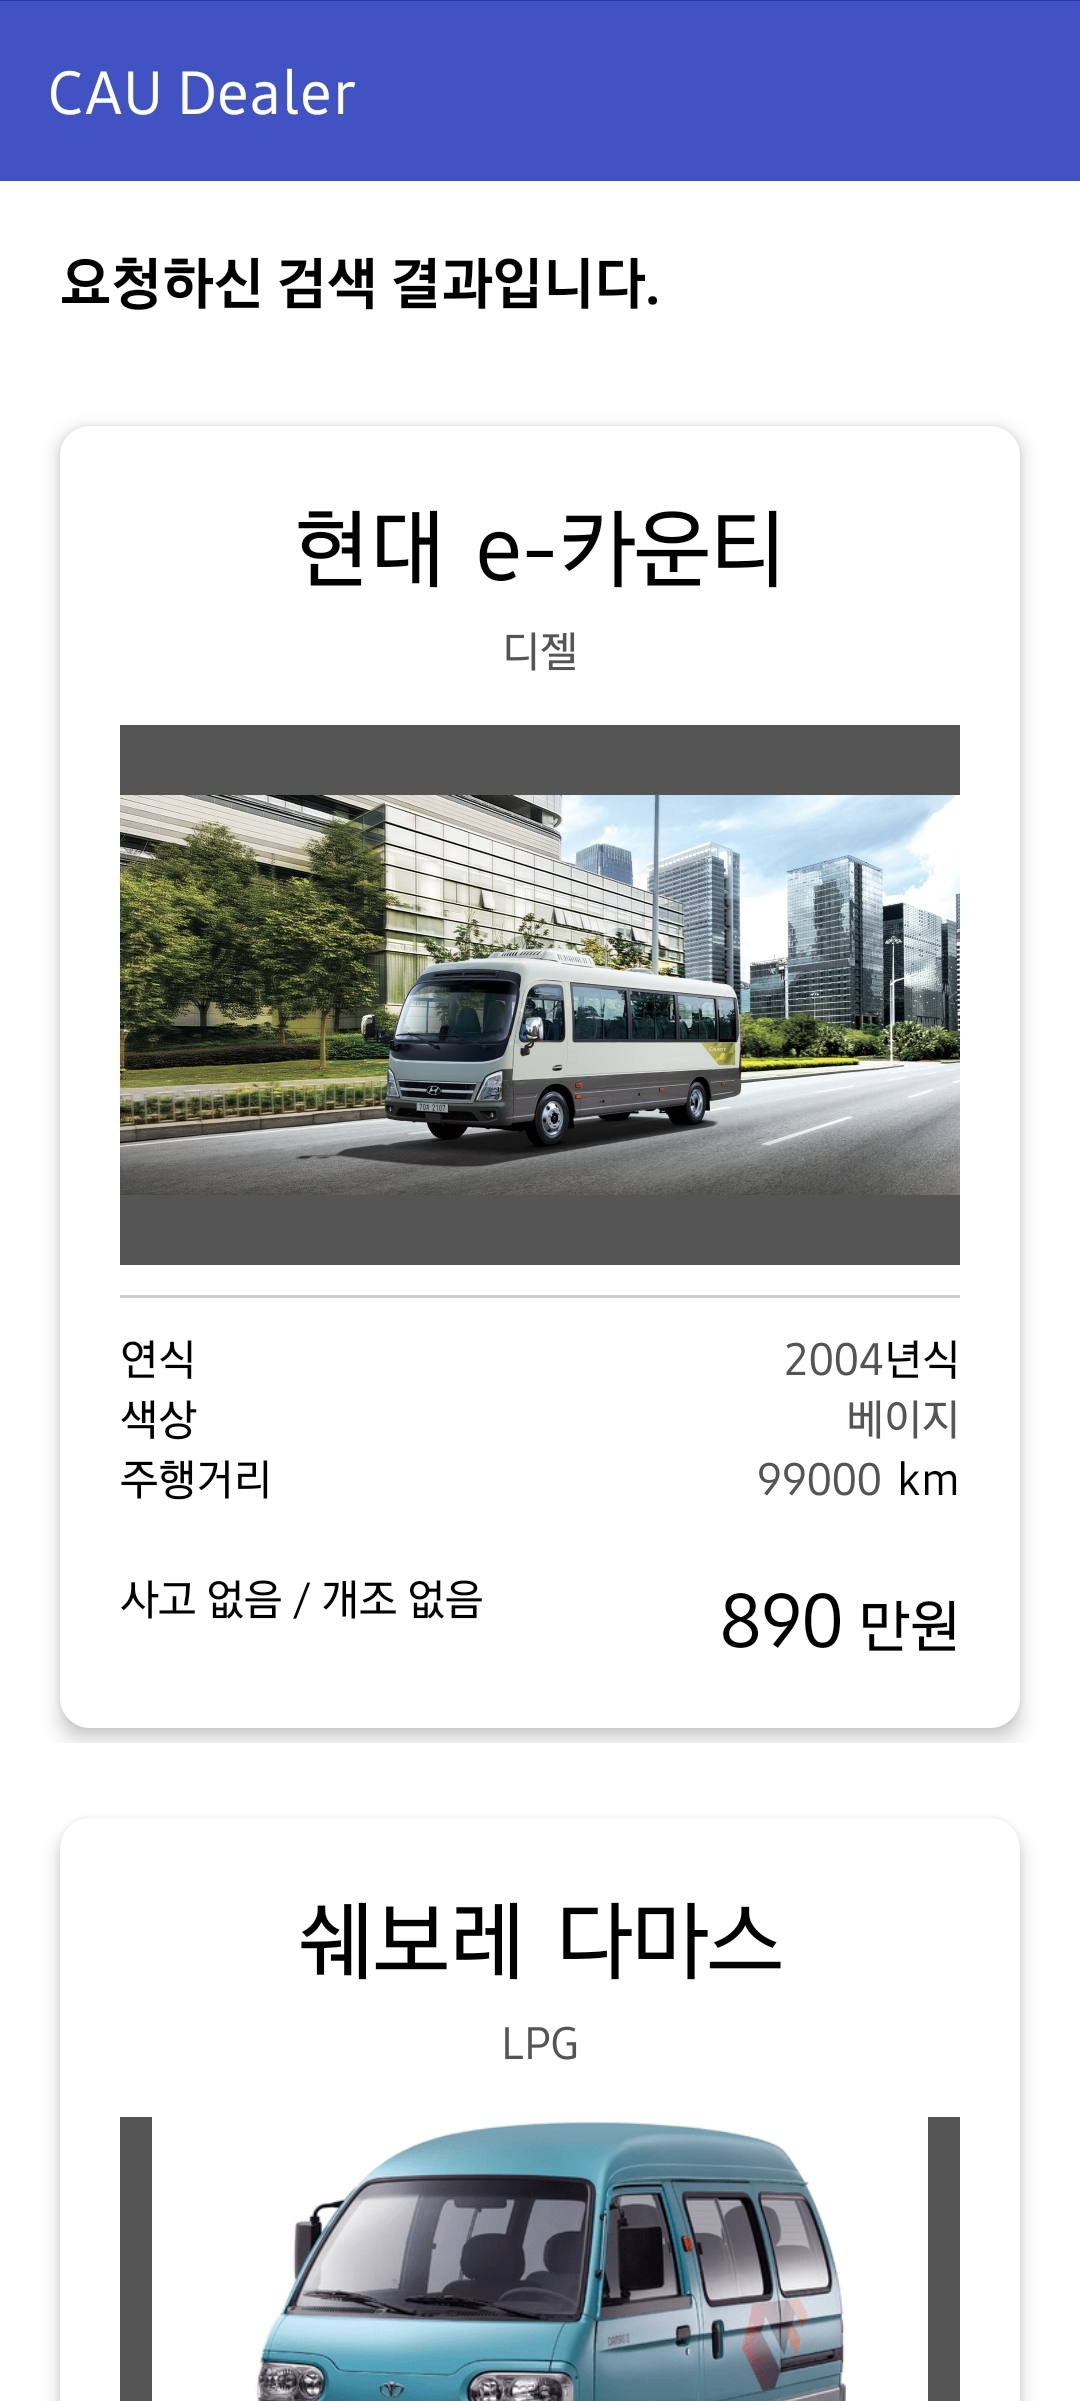 CAU Dealer
요청하신 검색 결과입니다.
현대 e-카운티
디젤
연식 2004년식
색상 베이지
주행거리 99000 km
사고 없음 / 개조 없음 890 만원
쉐보레 다마스
LPG